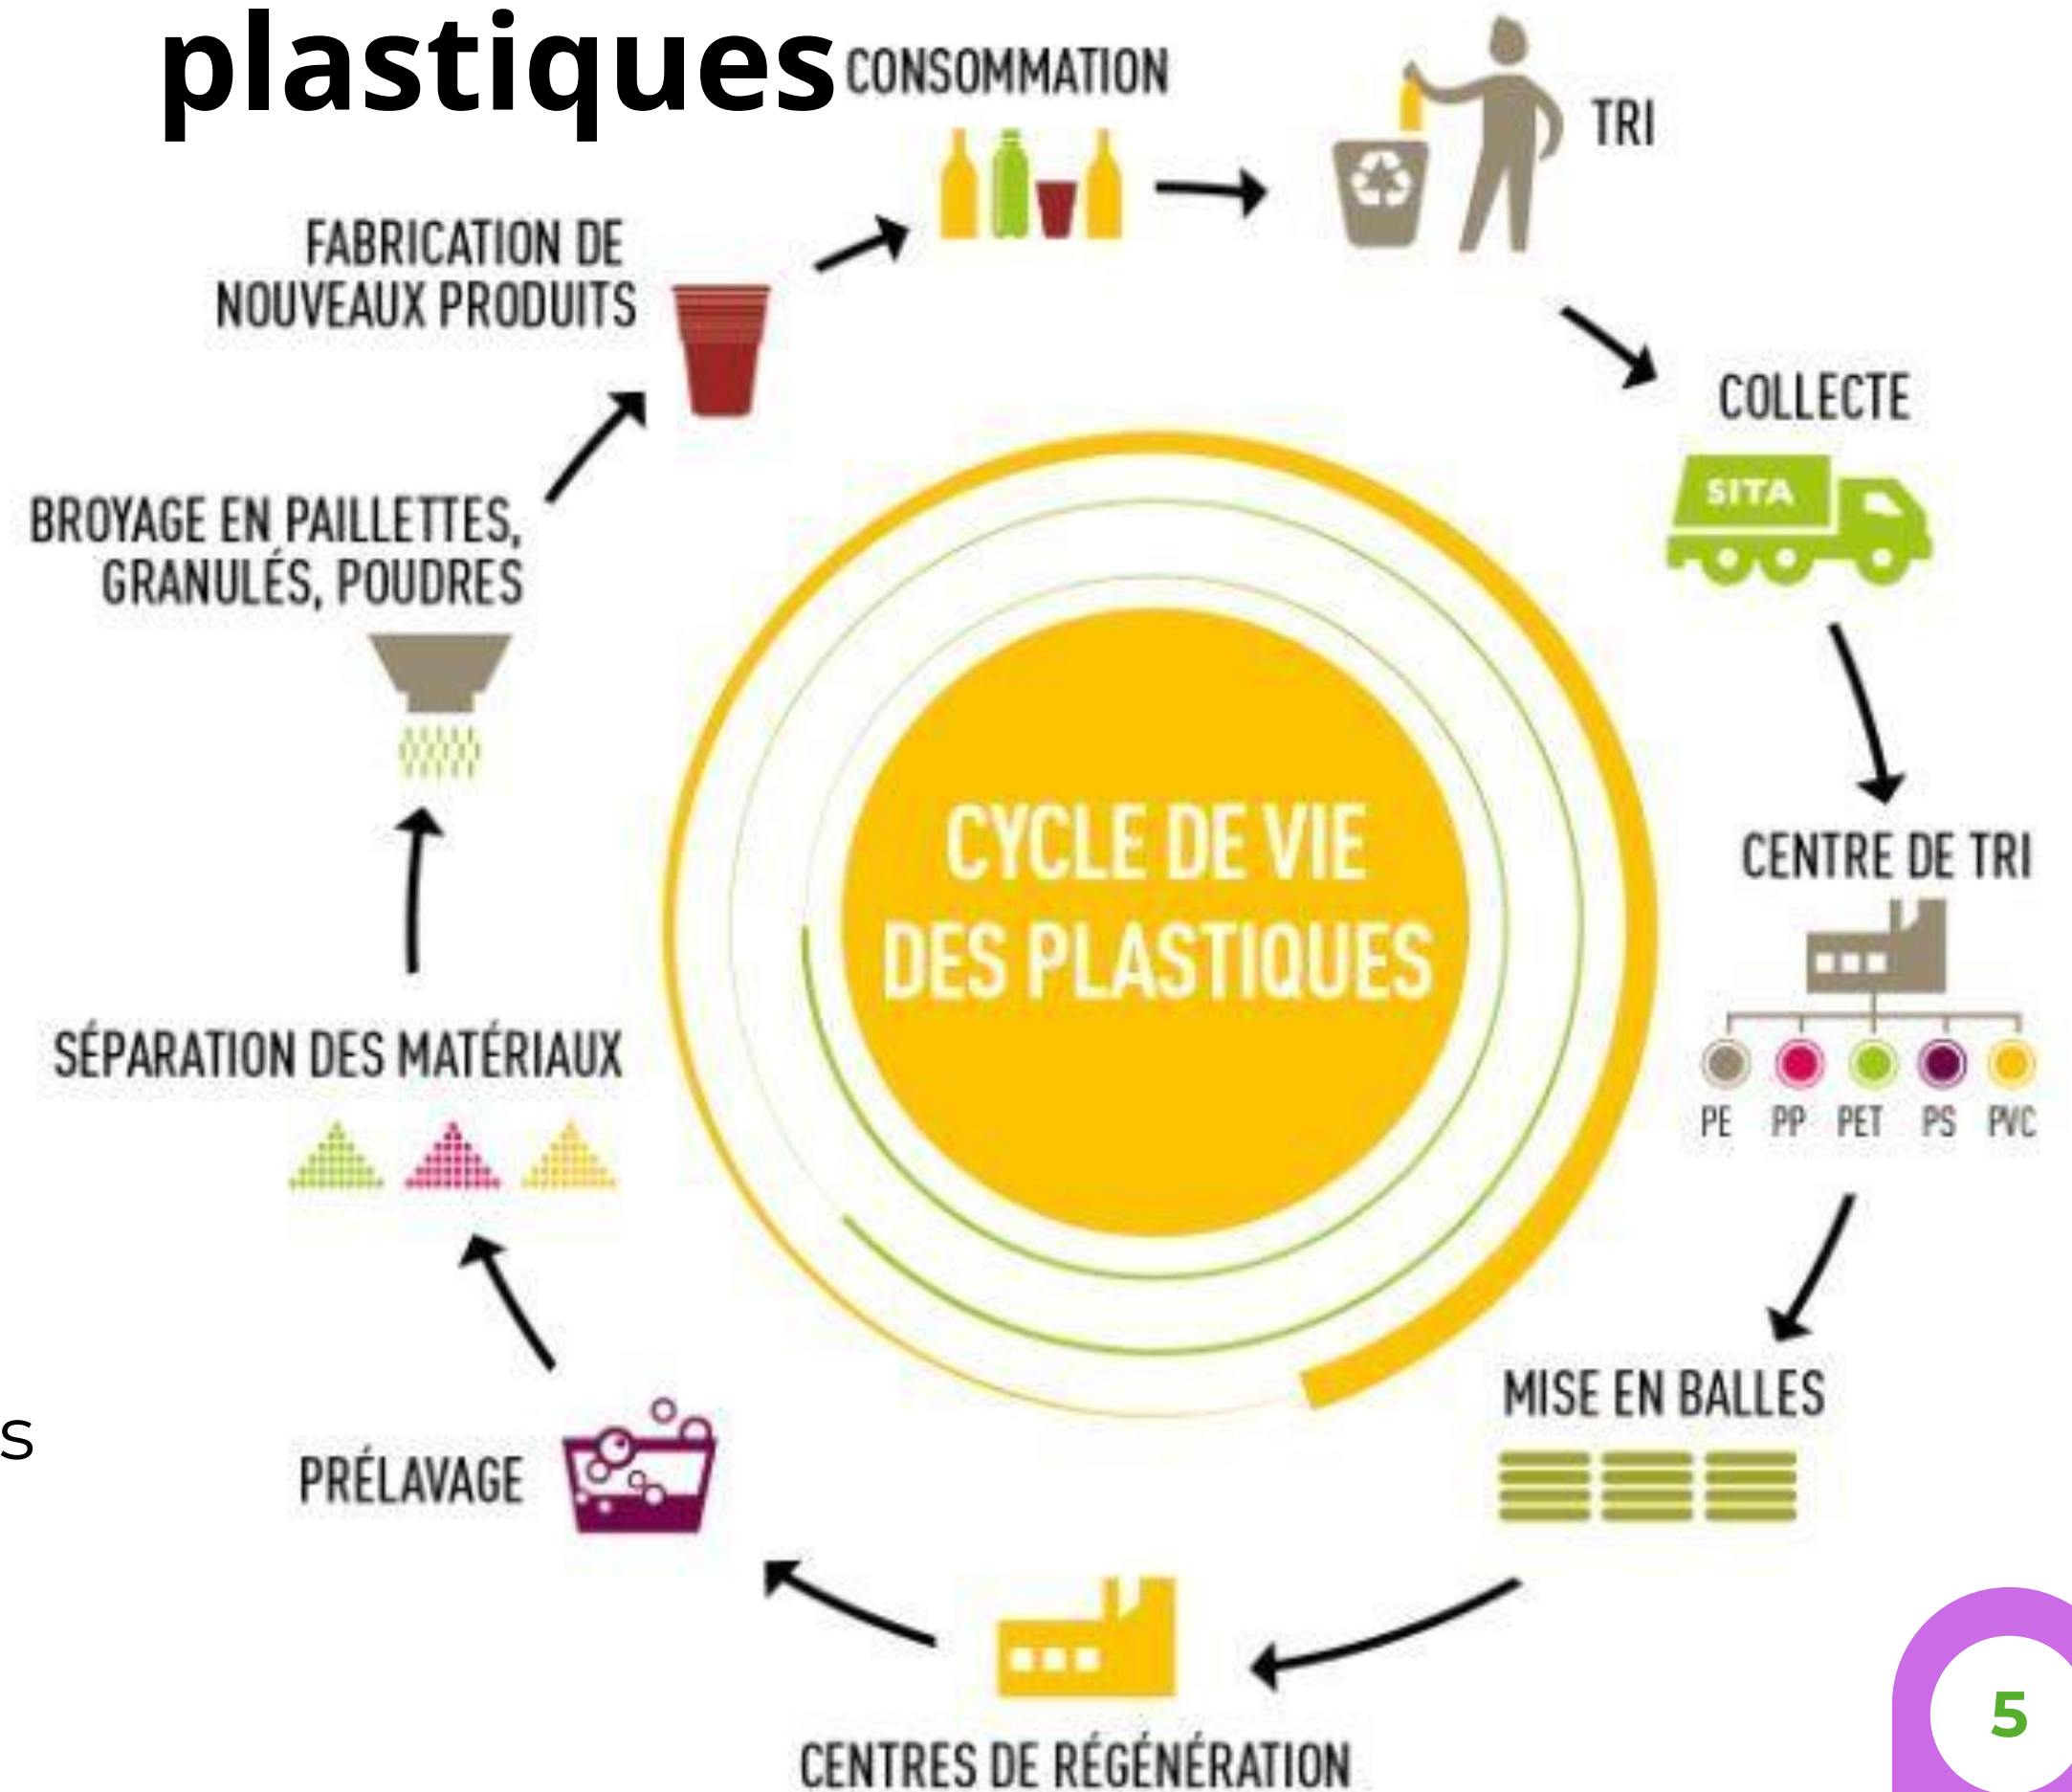 plastiques
CONSOMMATION
TRI
COLLECTE
SITA
CENTRE DE TRI
PE PP PET PS PVC
MISE EN BALLES
CENTRES DE RÉGÉNÉRATION
PRÉLAVAGE
SÉPARATION DES MATÉRIAUX
BROYAGE EN PAILLETTES,
GRANULÉS, POUDRES
FABRICATION DE
NOUVEAUX PRODUITS
CYCLE DE VIE
DES PLASTIQUES
s
5